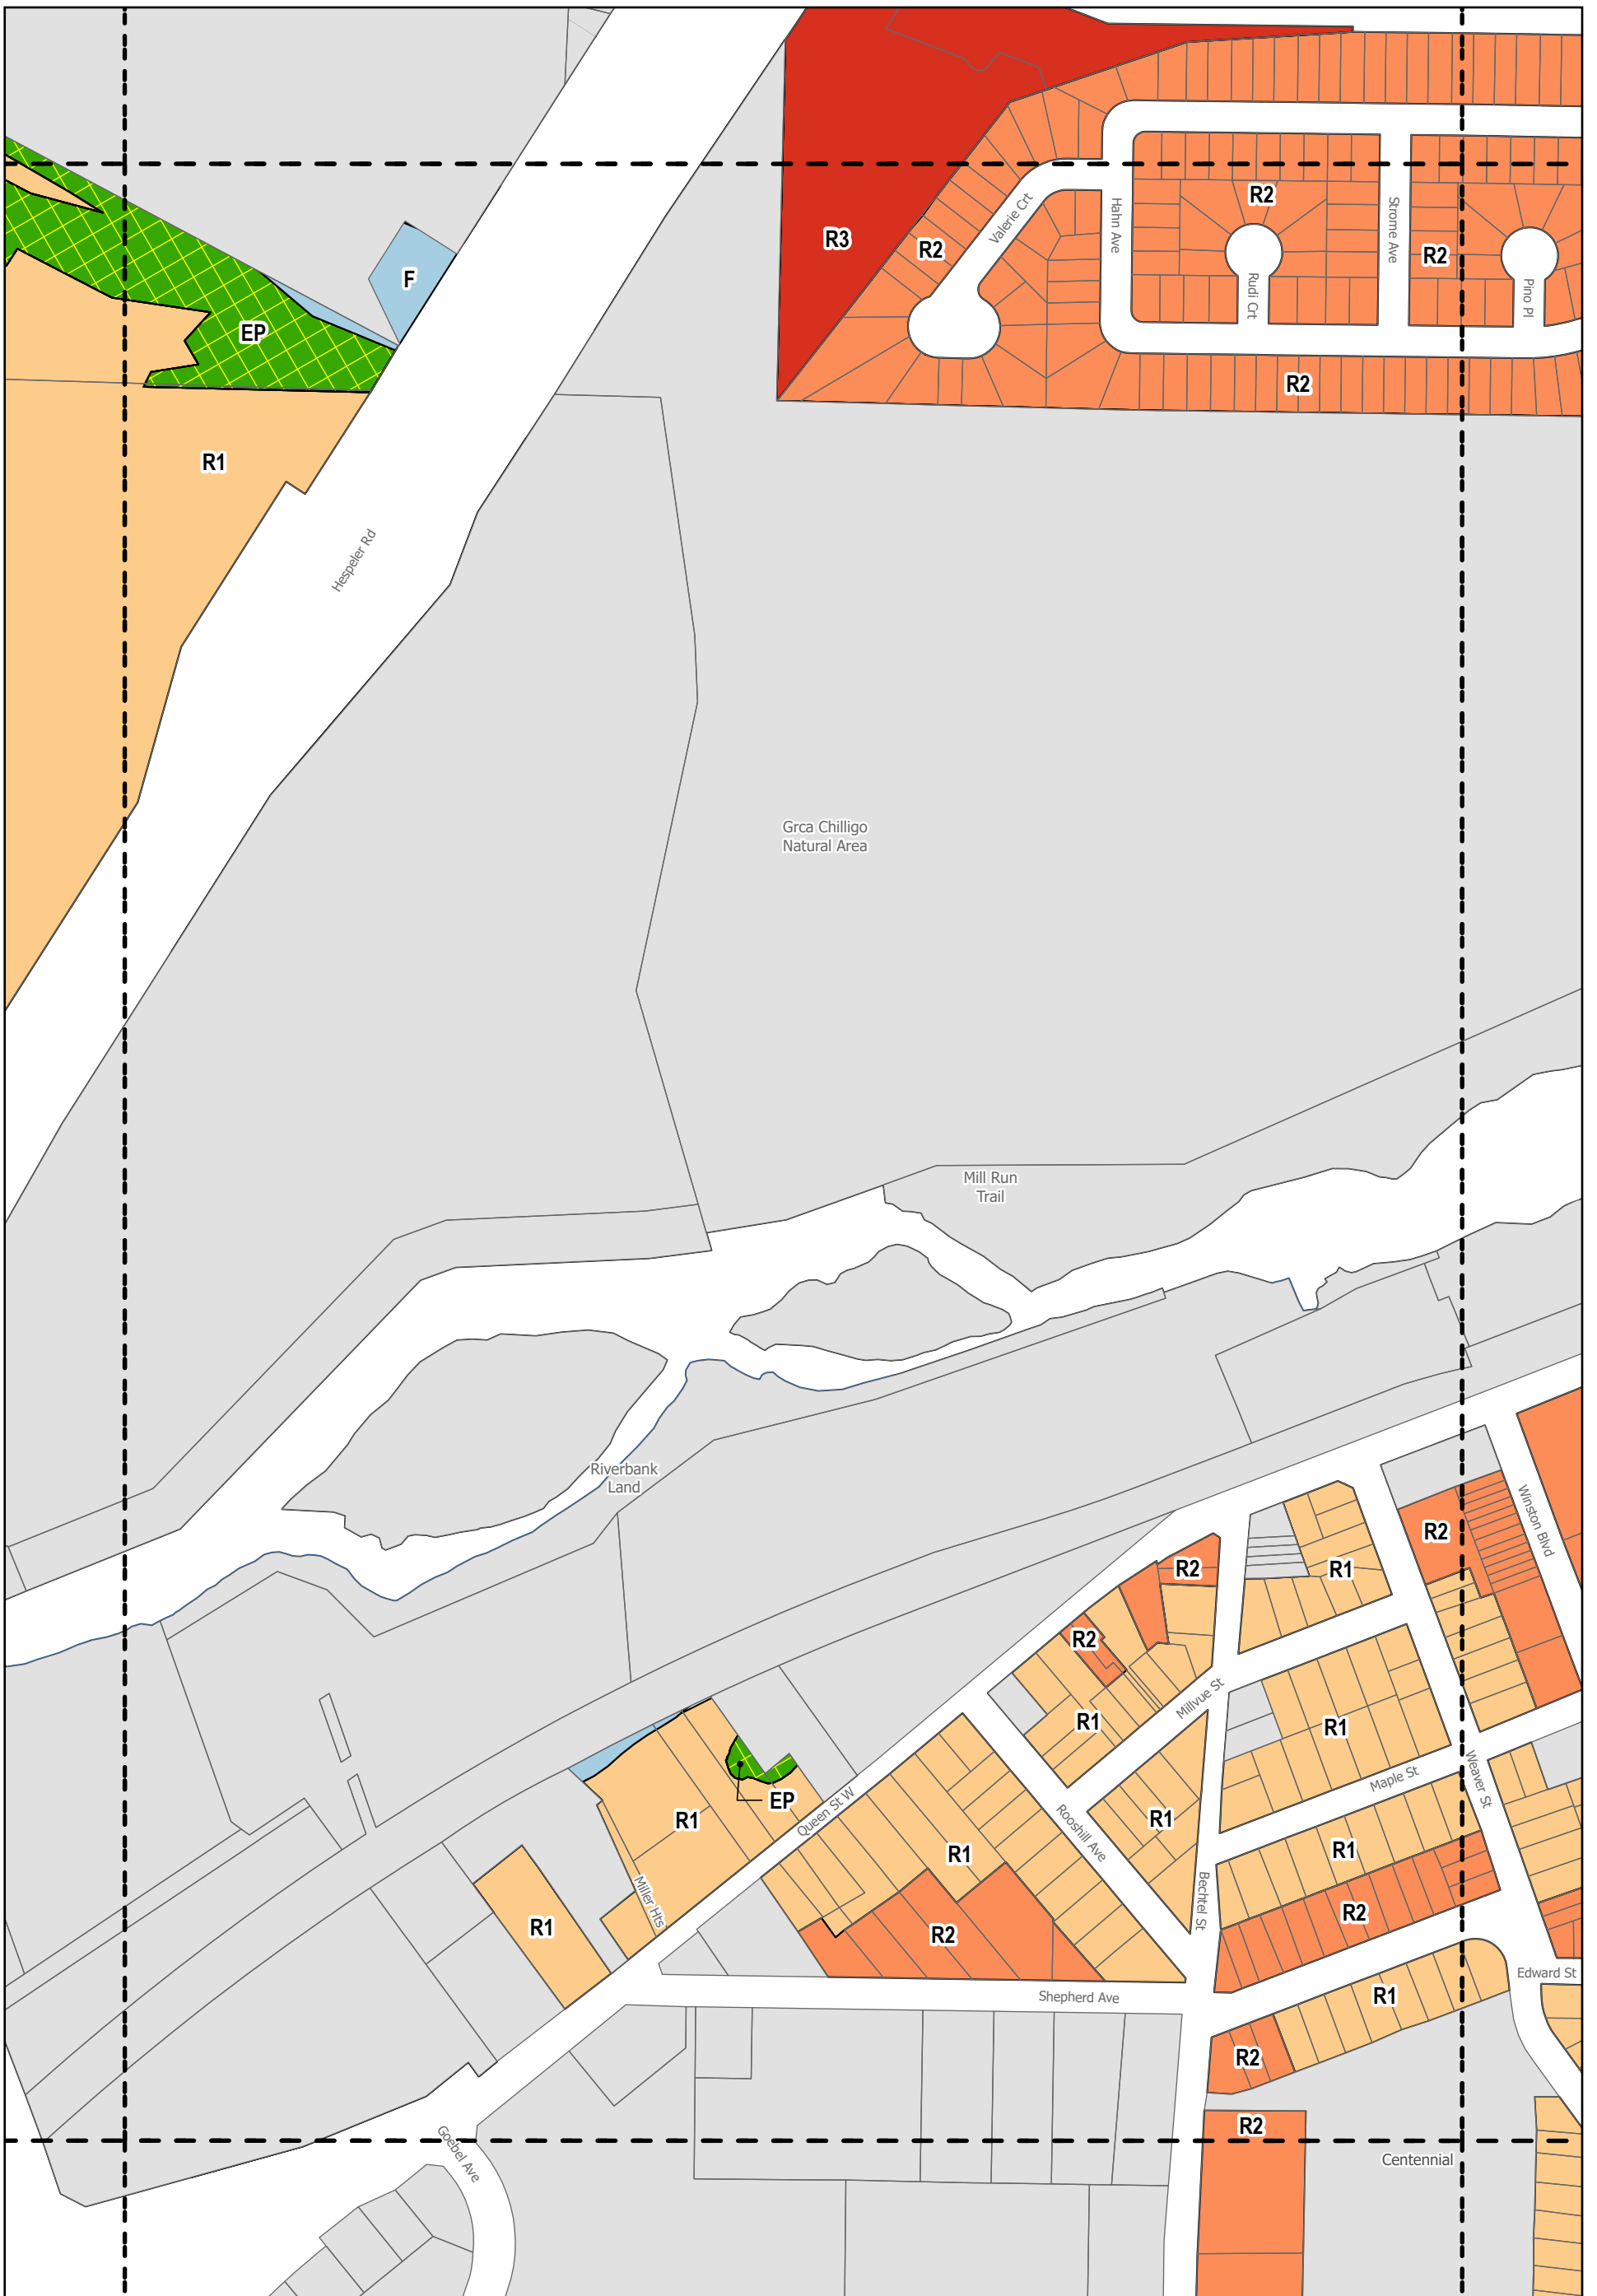 R2
Valerie Crt
Hahn Ave
Strome Ave
R3
R2
R2
F
Rudi Crt
Pino Pl
EP
R2
R1
Hespeler Rd
Grca Chilligo
Natural Area
Mill Run
Trail
Riverbank
Land
Winston Blvd
R2
R2
R1
R2
Millvue St
R1
R1
Weaver St
Maple St
EP
Queen St W
R1
Rooshill Ave
R1
R1
R1
Miller Hts
Bechtel St
R2
R1
R2
Edward St
Shepherd Ave
R1
R2
R2
Goebel Ave
Centennial